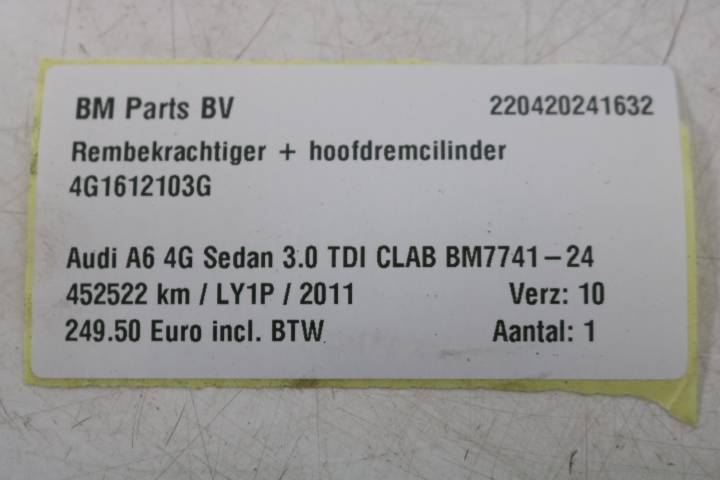 BM Parts BV 220420241632
Rembekrachtiger + hoofdremcilinder
4G1612103G
Audi A6 4G Sedan 3.0 TDI CLAB BM7741-24
452522 km / LY1P / 2011 Verz: 10
249.50 Euro incl. BTW Aantal: 1